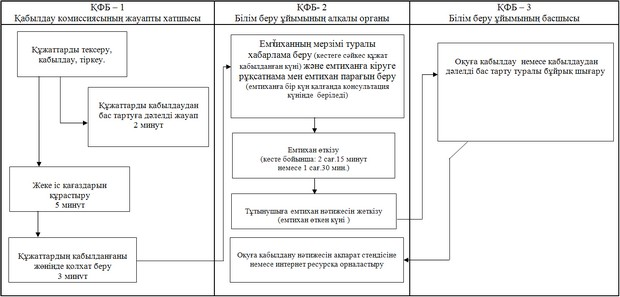 ҚФБ – 1
Қабылдау комиссиясының жауапты хатшысы
ҚФБ- 2
Білім беру ұйымының алқалы органы
ҚФБ – 3
Білім беру ұйымының басшысы
Құжаттарды тексеру,
қабылдау, тіркеу.
Құжаттарды қабылдаудан
бас тартуға дәлелді жауап
2 минут
Жеке іс қағаздарын
құрастыру
5 минут
Құжаттардың қабылданғаны
жөнінде қолхат беру
3 минут
Емтиханның мерзімі туралы
хабарлама беру (кестеге сәйкес құжат
қабылданған күні) және емтиханға кіруге
рұқсатнама мен емтихан парағын беру
(емтиханға бір күн қалғанда консультация
күнінде беріледі)
Емтихан өткізу
(кесте бойынша: 2 сағ.15 минут
немесе 1 сағ.30 мин.)
Тұтынушыға емтихан нәтижесін жеткізу
(емтихан өткен күні )
Оқуға қабылдану нәтижесін ақпарат стендісіне
немесе интернет ресурсқа орналастыру
Оқуға қабылдау немесе қабылдаудан
дәлелді бас тарту туралы бұйрық шығару